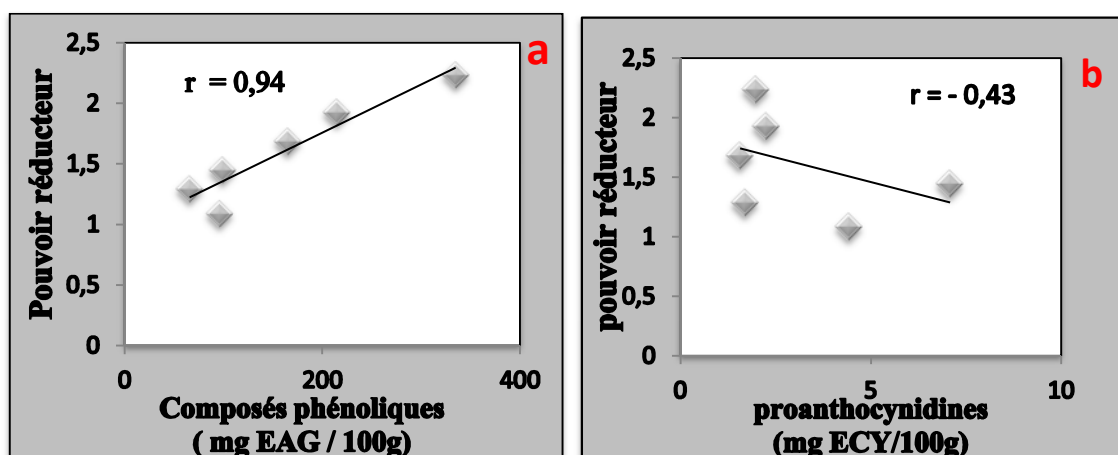 a
Pouvoir réducteur
2,5
2
1,5
1
0,5
0
r = 0,94
0
200
400
Composés phénoliques
( mg EAG / 100g)
b
pouvoir réducteur
2,5
2
1,5
1
0,5
0
r = - 0,43
0
5
10
proanthocynidines
(mg ECY/100g)